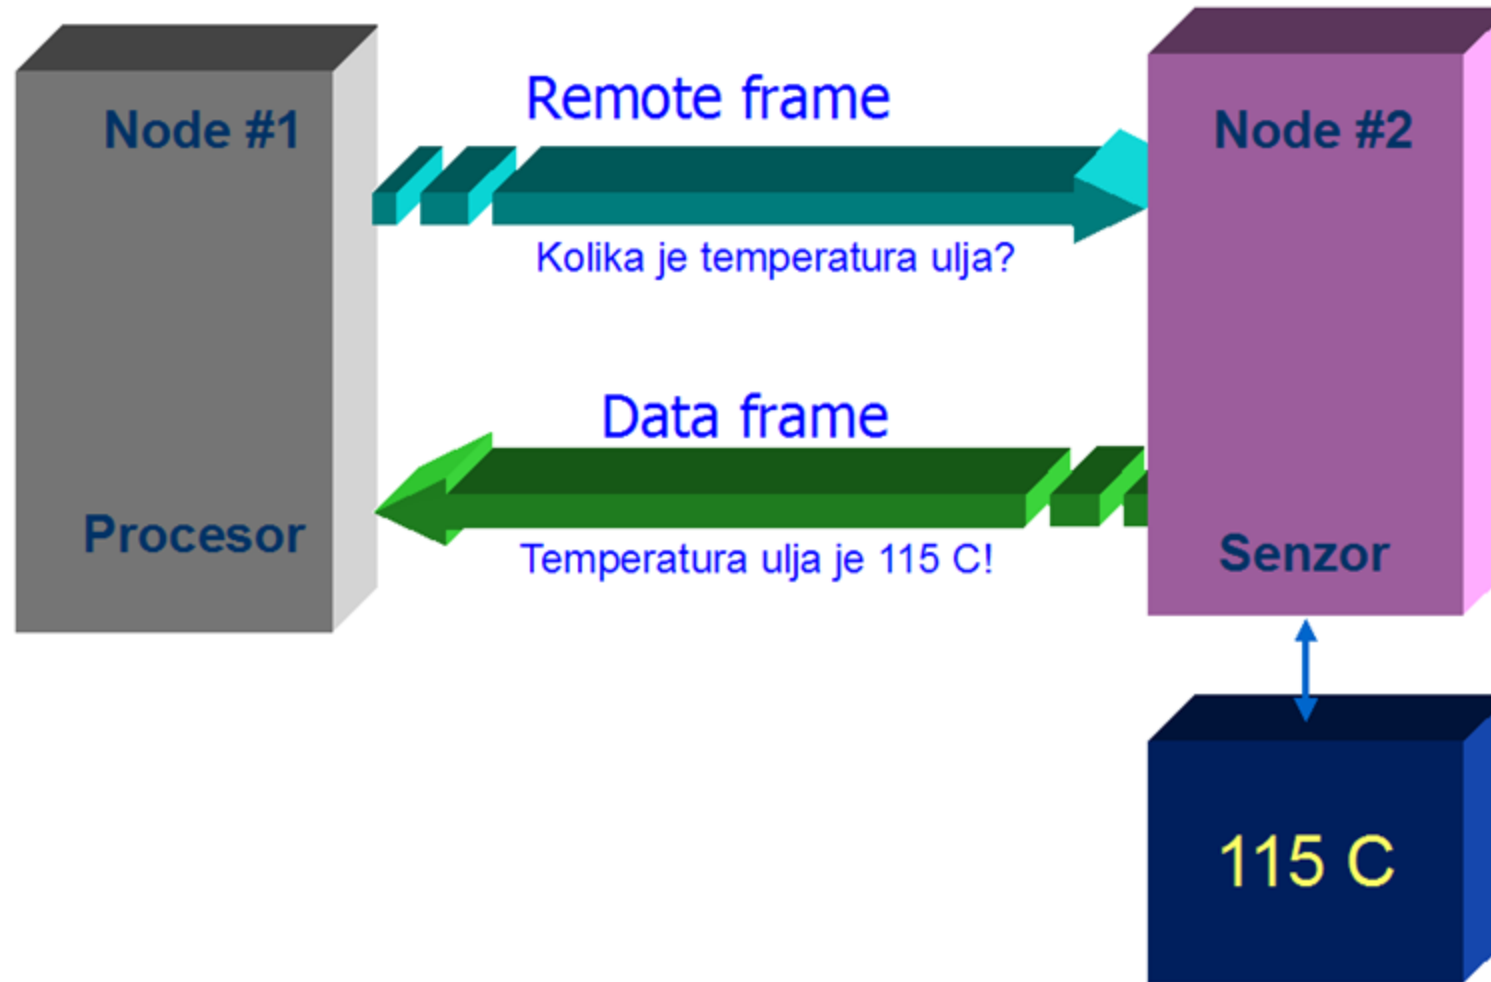 Node #1
Remote frame
Node #2
Kolika je temperatura ulja?
Data frame
Procesor
Temperatura ulja je 115 C!
Senzor
115 C